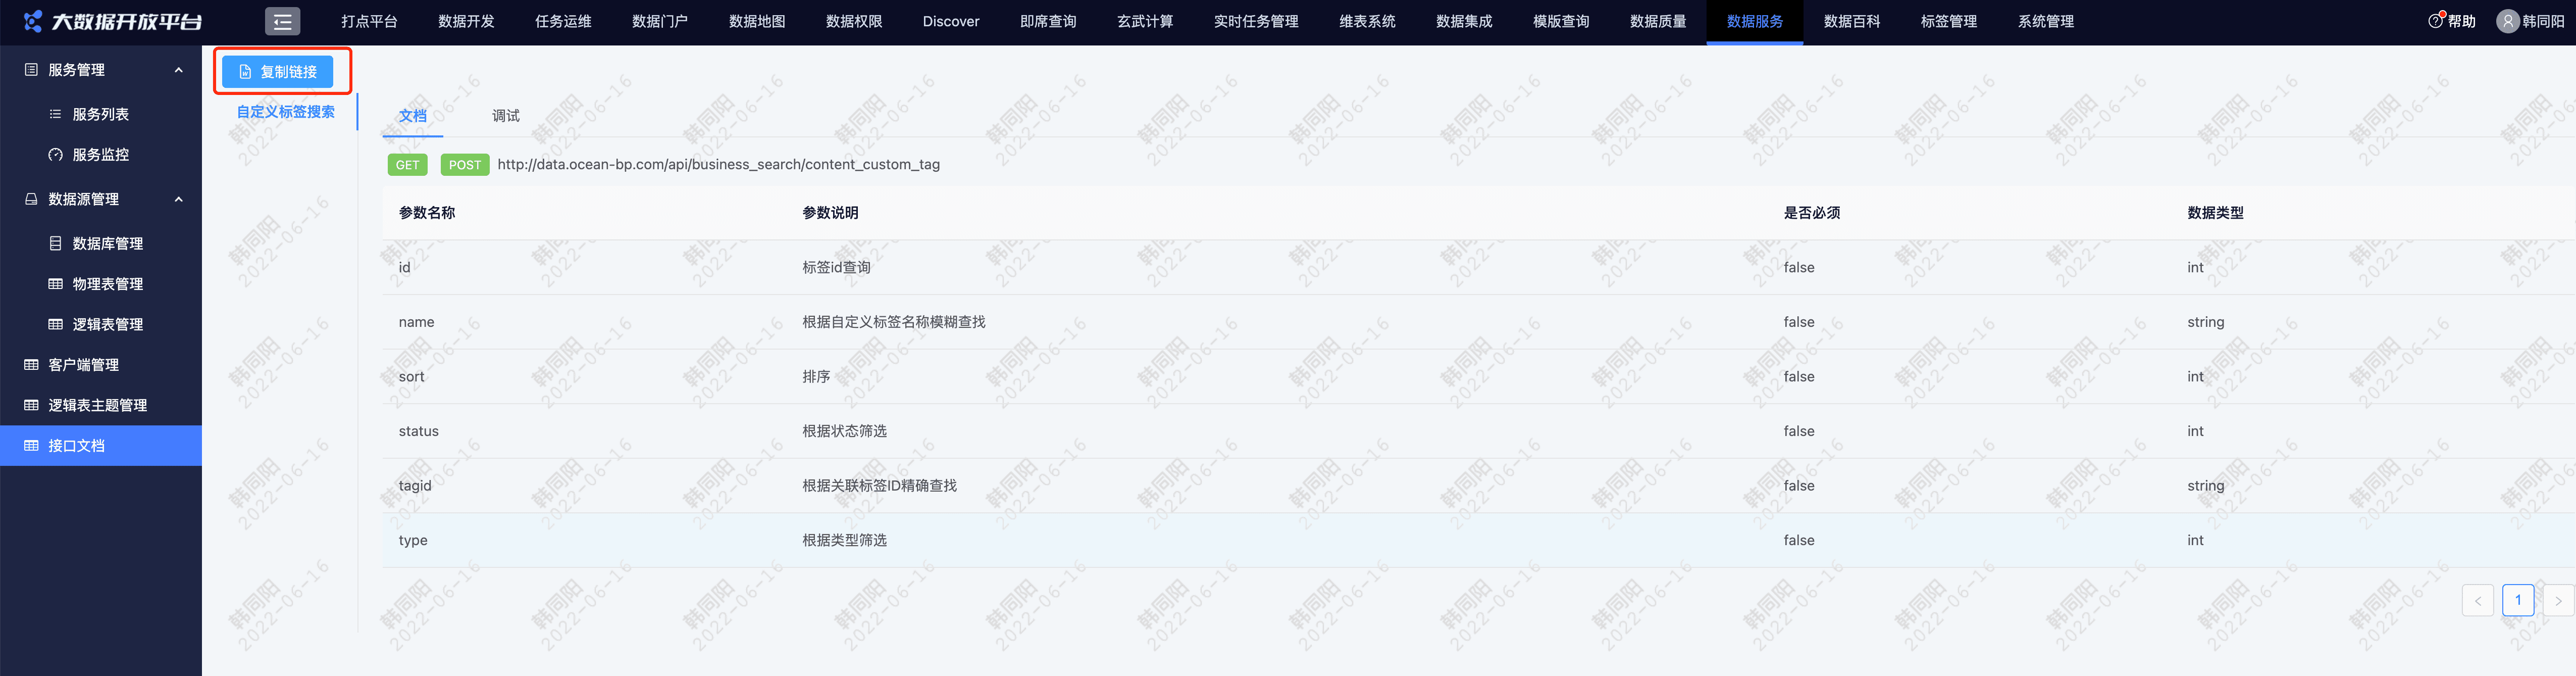 大数据开放平台
打点平台 数据开发 任务运维 数据门户 数据地图 数据权限 Discover 即席查询 玄武计算 实时任务管理 维表系统 数据集成 模版查询 数据质量 数据服务 数据百科 标签管理 系统管理 帮助 韩同阳
服务管理
服务列表
服务监控
数据源管理
数据库管理
物理表管理
逻辑表管理
客户端管理
逻辑表主题管理
接口文档
复制链接
自定义标签搜索
文档 调试
GET POST http://data.ocean-bp.com/api/business_search/content_custom_tag
参数名称 参数说明 是否必须 数据类型
id 标签id查询 false int
name 根据自定义标签名称模糊查找 false string
sort 排序 false int
status 根据状态筛选 false int
tagid 根据关联标签ID精确查找 false string
type 根据类型筛选 false int
1
韩同阳
2022-06-16